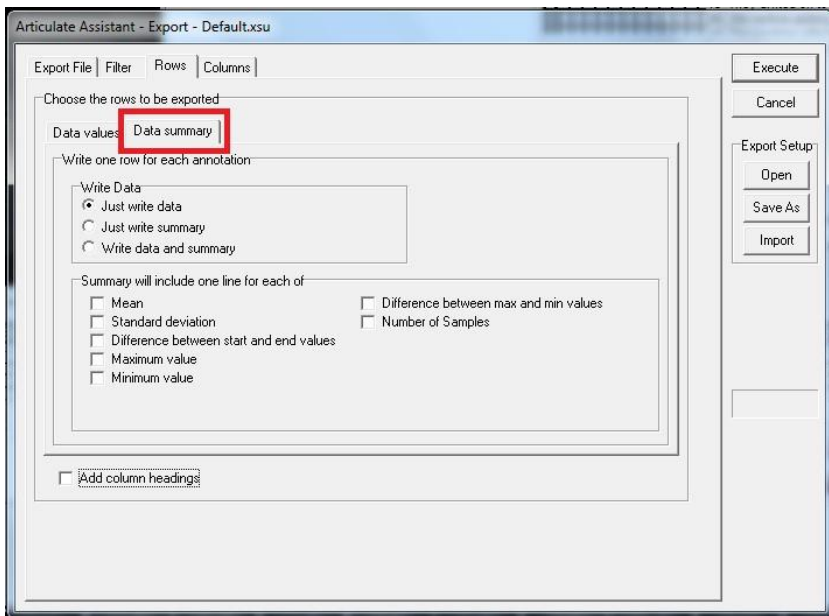 Articulate Assistant - Export - Default.xsu
Export File Filter Rows Columns
Choose the rows to be exported
Data values Data summary
Write one row for each annotation
Write Data
Just write data
Just write summary
Write data and summary
Summary will include one line for each of
Mean
Standard deviation
Difference between start and end values
Maximum value
Minimum value
Difference between max and min values
Number of Samples
Add column headings
Execute
Cancel
Export Setup
Open
Save As
Import